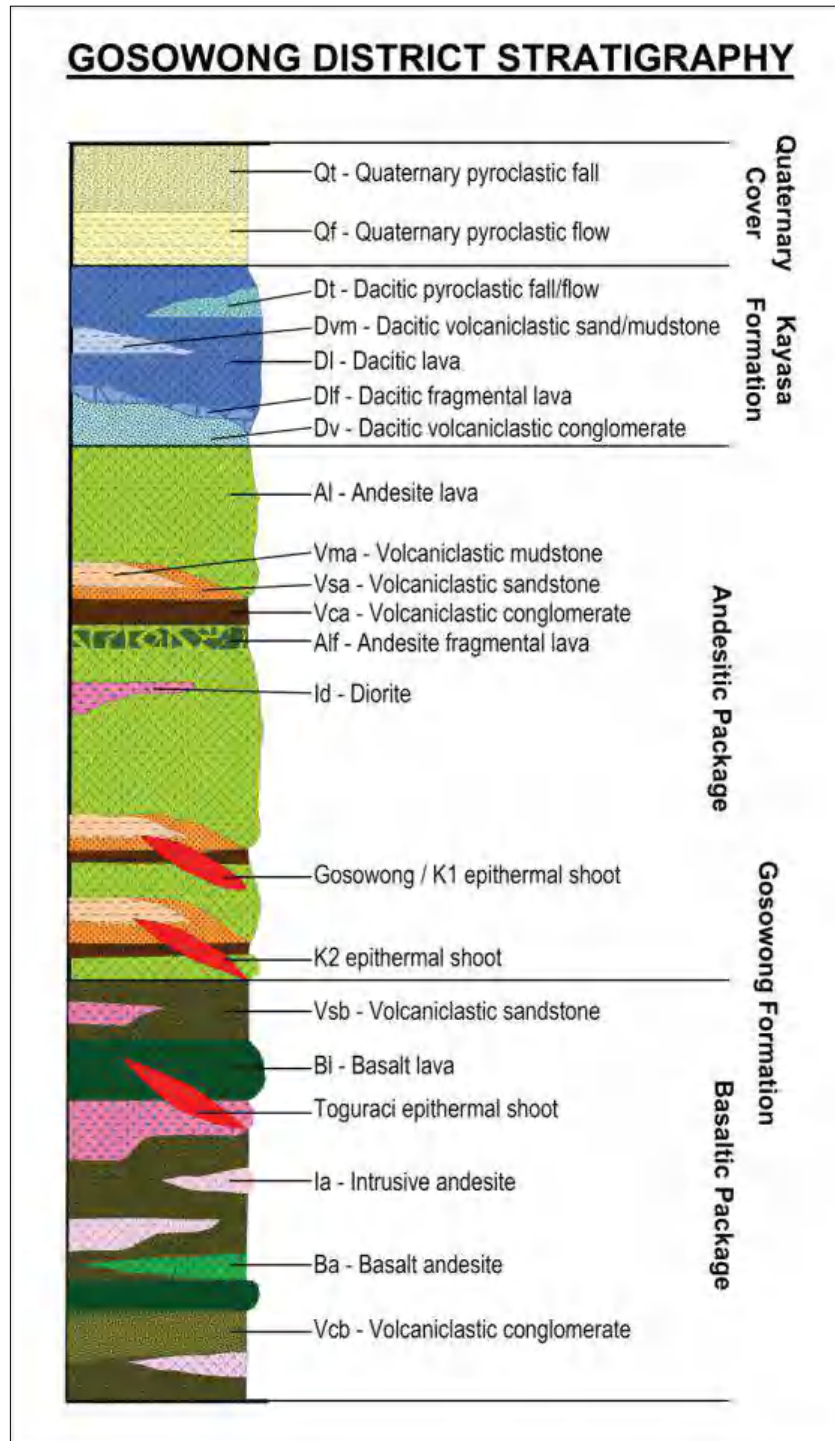 GOSOWONG DISTRICT STRATIGRAPHY
Qt - Quaternary pyroclastic fall
Qf - Quaternary pyroclastic flow
Quaternary
Cover
Dt - Dacitic pyroclastic fall/flow
Dvm - Dacitic volcaniclastic sand/mudstone
Dl - Dacitic lava
Dlf - Dacitic fragmental lava
Dv - Dacitic volcaniclastic conglomerate
Kayasa
Formation
Al - Andesite lava
Vma - Volcaniclastic mudstone
Vsa - Volcaniclastic sandstone
Vca - Volcaniclastic conglomerate
Alf - Andesite fragmental lava
Id - Diorite
Gosowong / K1 epithermal shoot
K2 epithermal shoot
Andesitic Package
Vsb - Volcaniclastic sandstone
Bl - Basalt lava
Toguraci epithermal shoot
Ia - Intrusive andesite
Ba - Basalt andesite
Vcb - Volcaniclastic conglomerate
Basaltic Package
Gosowong Formation